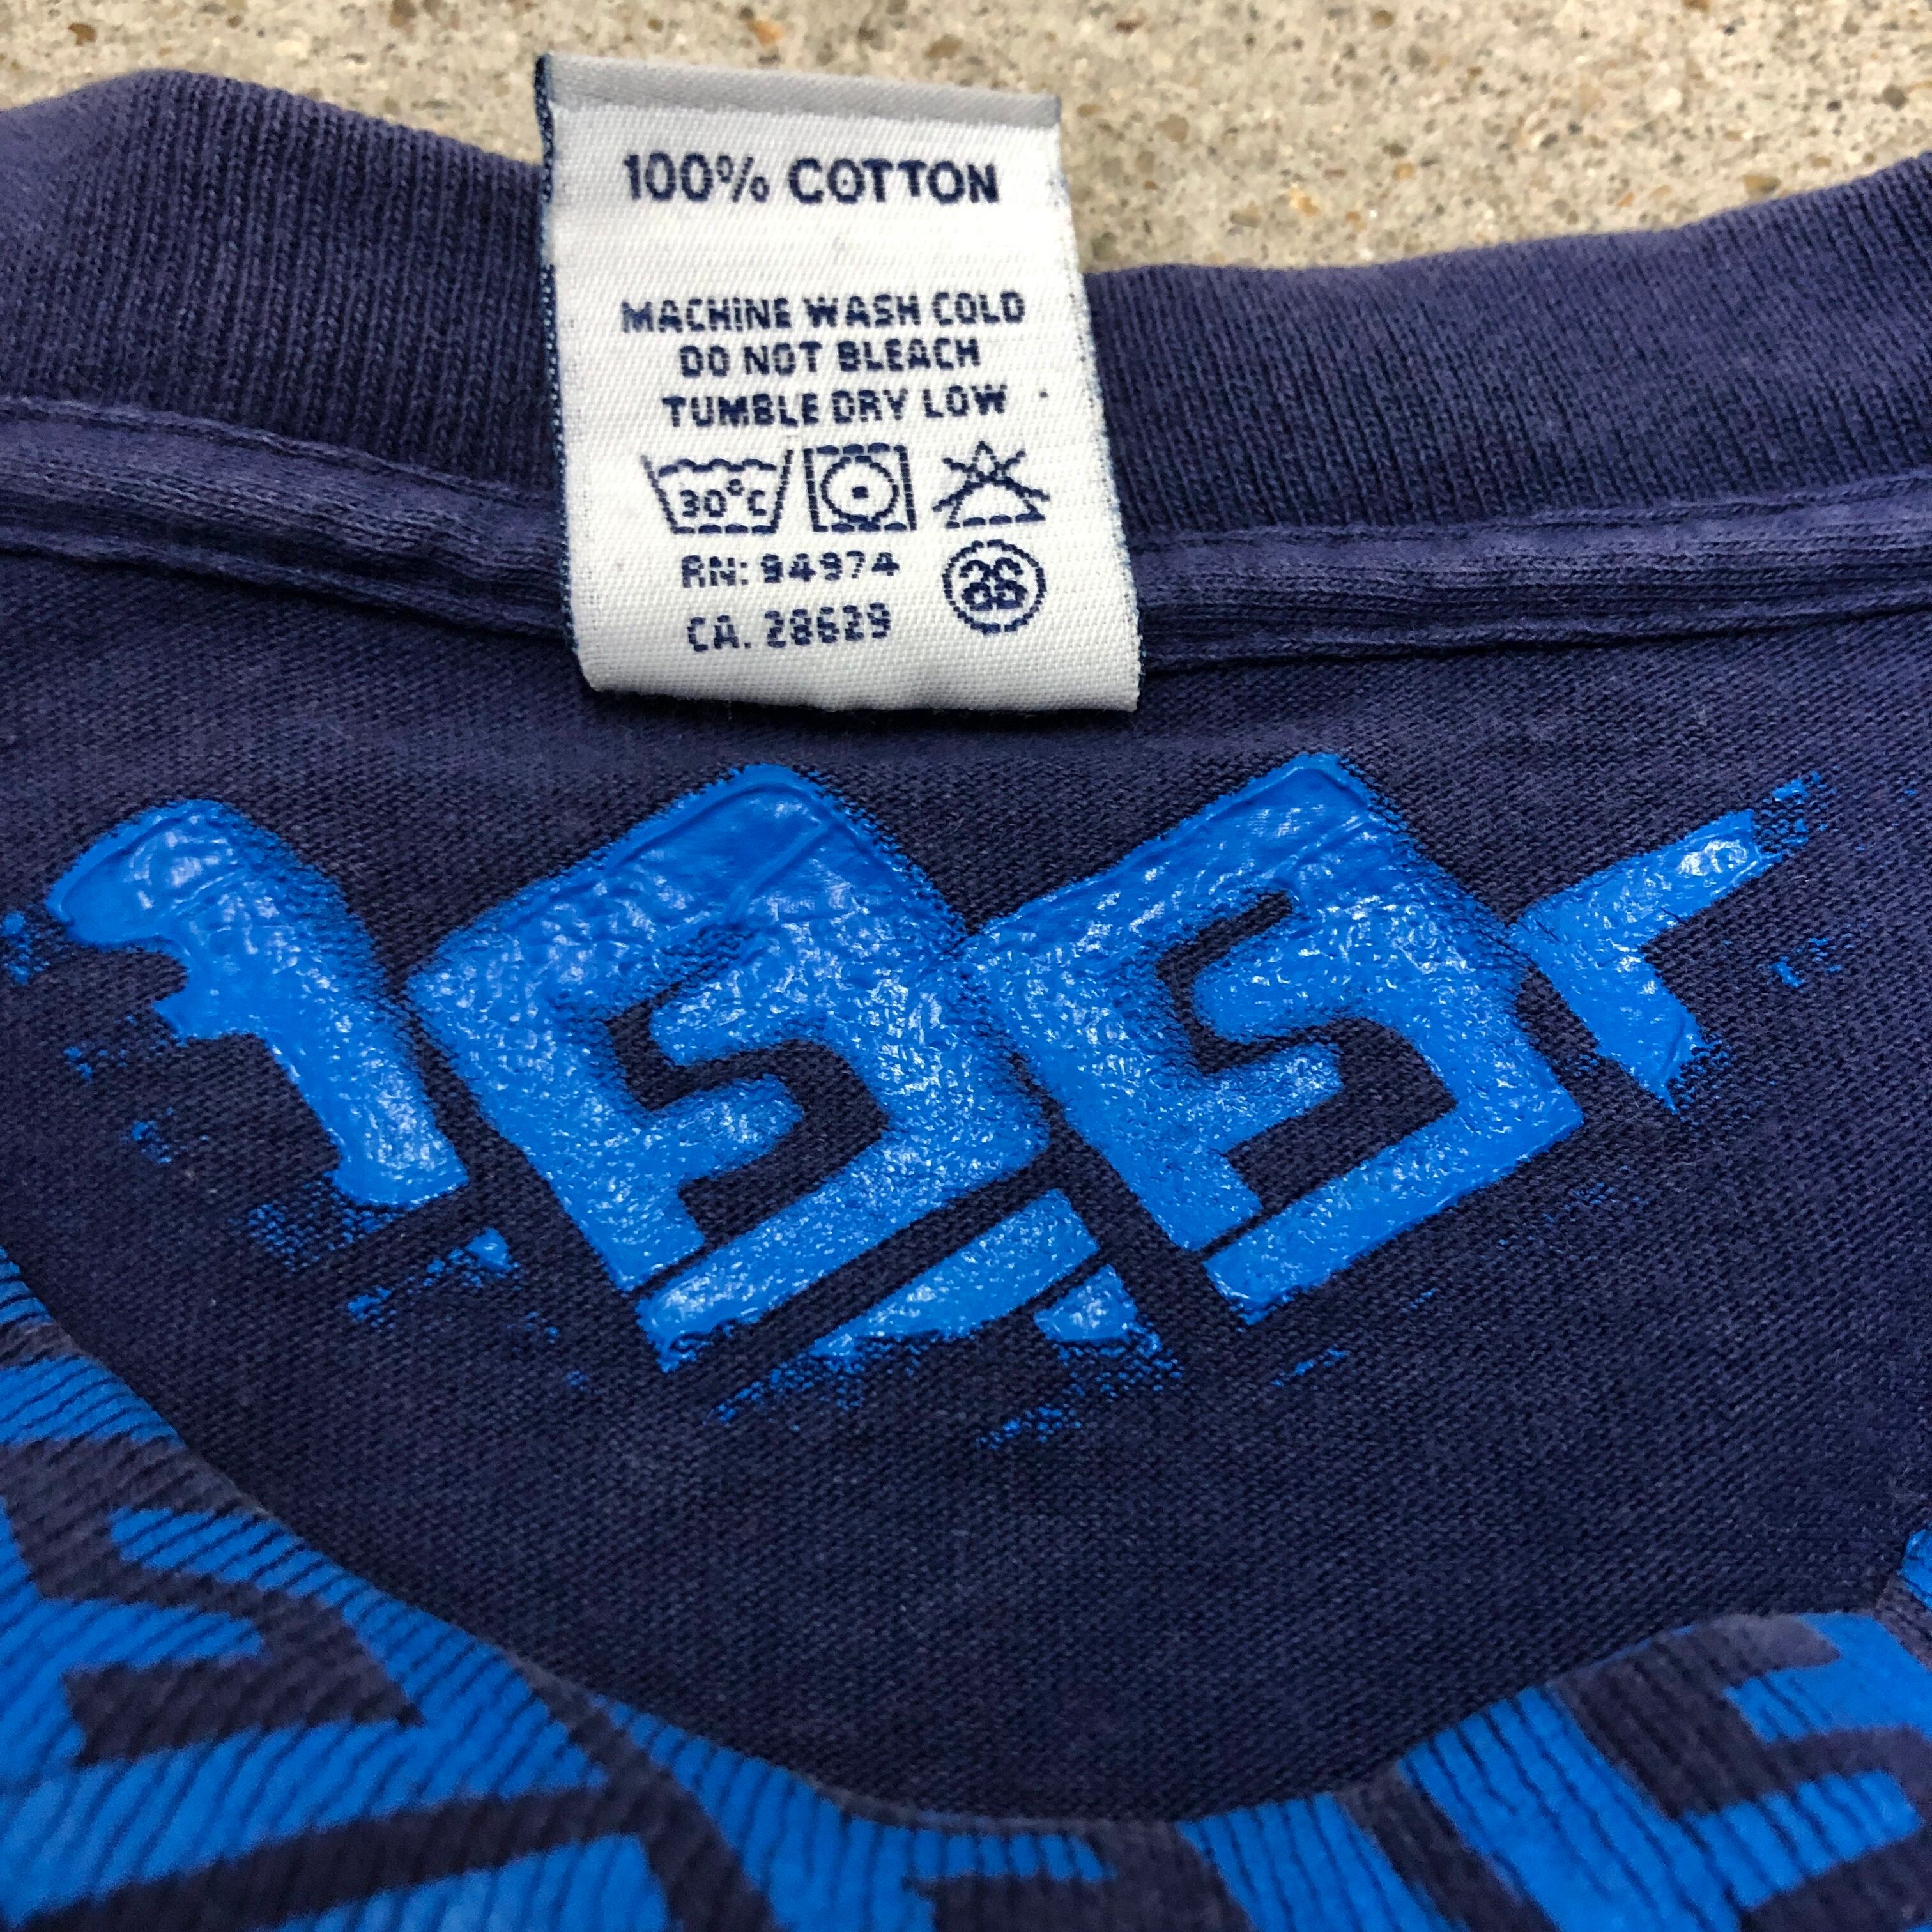 100% COTTON
MACHINE WASH COLD
DO NOT BLEACH
TUMBLE DRY LOW
30°C
RN: 94974
CA. 28629